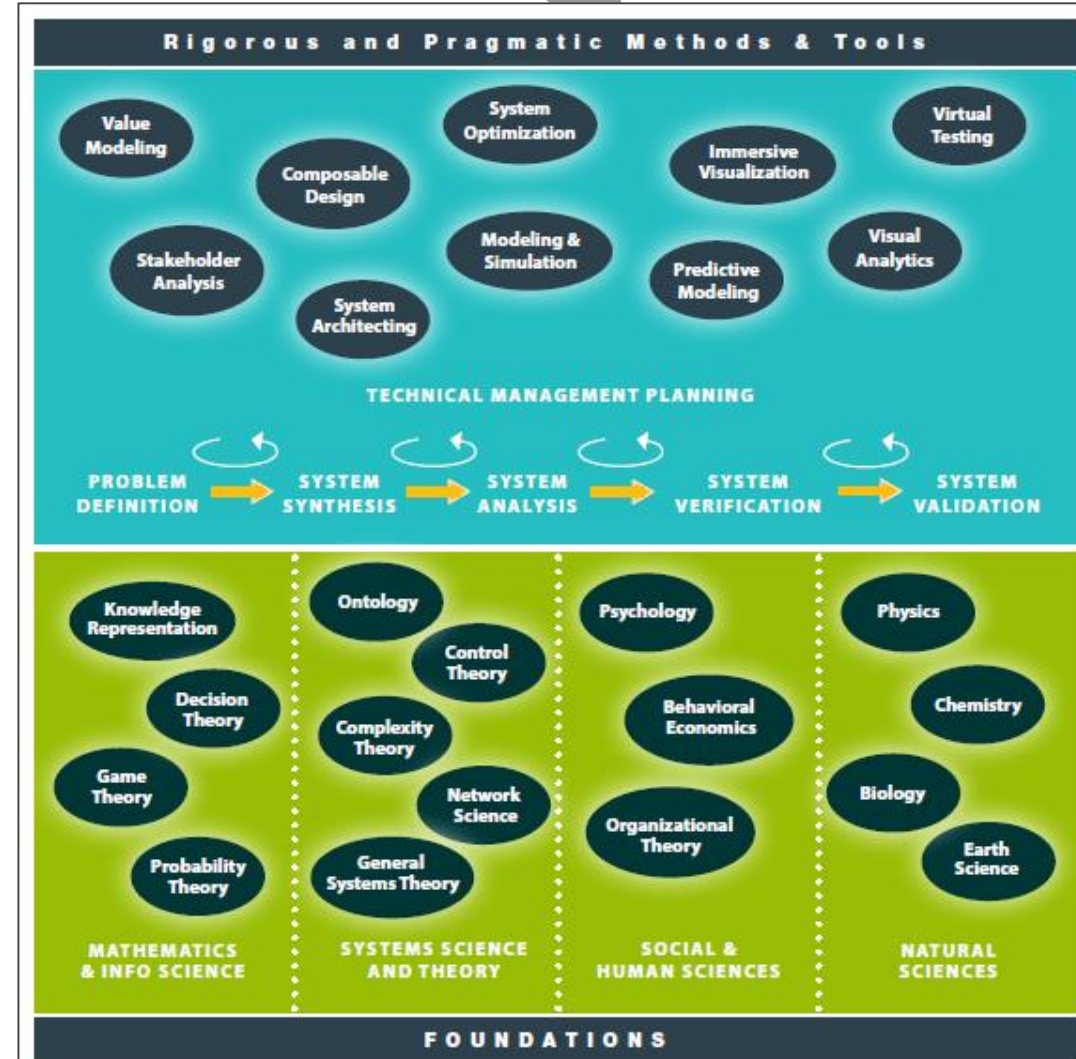 Rigorous and Pragmatic Methods & Tools
Value
Modeling
System
Optimization
Virtual
Testing
Composable
Design
Immersive
Visualization
Stakeholder
Analysis
Modeling &
Simulation
Visual
Analytics
System
Architecting
Predictive
Modeling
TECHNICAL MANAGEMENT PLANNING
PROBLEM
DEFINITION
SYSTEM
SYNTHESIS
SYSTEM
ANALYSIS
SYSTEM
VERIFICATION
SYSTEM
VALIDATION
Knowledge
Representation
Decision
Theory
Game
Theory
Probability
Theory
MATHEMATICS
& INFO SCIENCE
Ontology
Control
Theory
Complexity
Theory
Network
Science
General
Systems Theory
SYSTEMS SCIENCE
AND THEORY
Psychology
Behavioral
Economics
Organizational
Theory
SOCIAL &
HUMAN SCIENCES
Physics
Chemistry
Biology
Earth
Science
NATURAL
SCIENCES
FOUNDATIONS